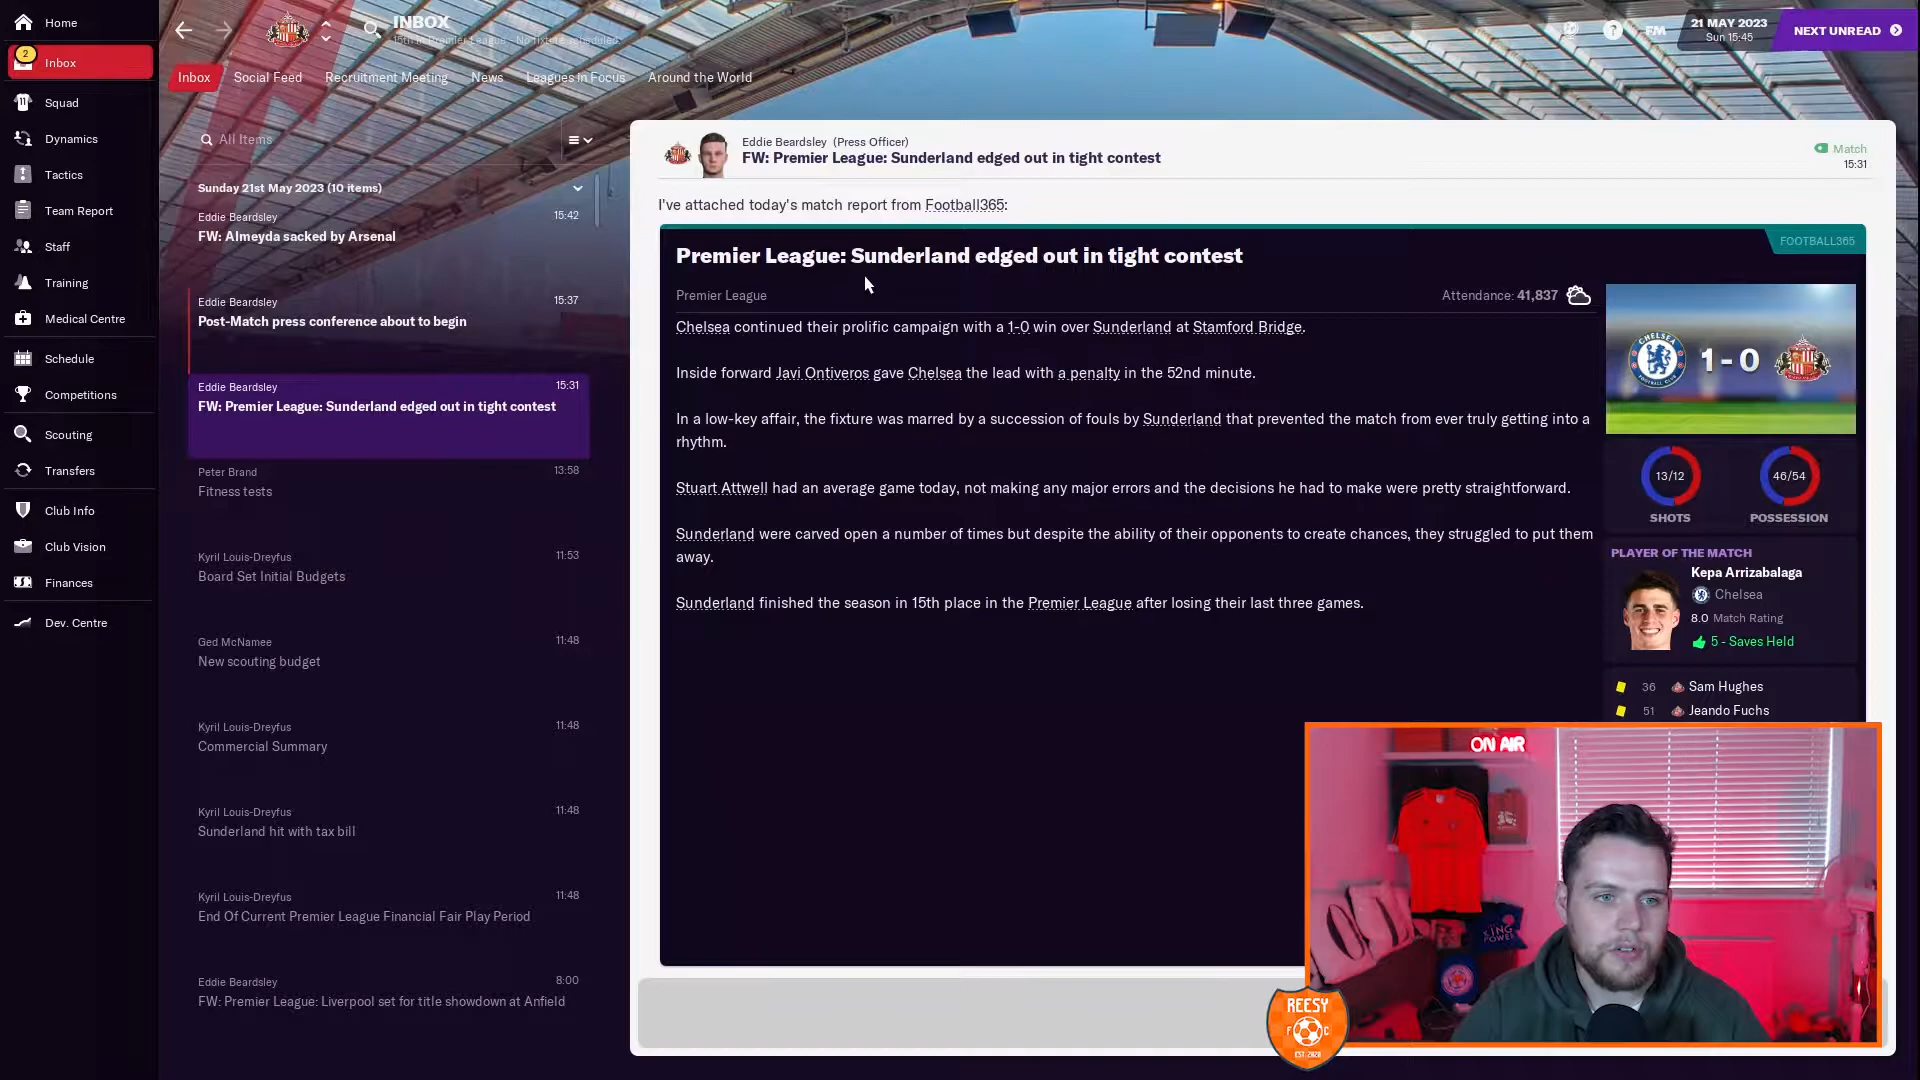 Home
Inbox
2
Squad
Dynamics
Tactics
Team Report
Staff
Training
Medical Centre
Schedule
Competitions
Scouting
Transfers
Club Info
Club Vision
Finances
Dev. Centre
INBOX
15th in Premier League - No fixture scheduled
FM
21 MAY 2023
Sun 15:45
NEXT UNREAD
Inbox
Social Feed
Recruitment Meeting
News
Leagues in Focus
Around the World
All Items
Sunday 21st May 2023 (10 items)
Eddie Beardsley 15:42
FW: Almeyda sacked by Arsenal
Eddie Beardsley 15:37
Post-Match press conference about to begin
Eddie Beardsley 15:31
FW: Premier League: Sunderland edged out in tight contest
Peter Brand 13:58
Fitness tests
Kyril Louis-Dreyfus 11:53
Board Set Initial Budgets
Ged McNamee 11:48
New scouting budget
Kyril Louis-Dreyfus 11:48
Commercial Summary
Kyril Louis-Dreyfus 11:48
Sunderland hit with tax bill
Kyril Louis-Dreyfus 11:48
End Of Current Premier League Financial Fair Play Period
Eddie Beardsley 8:00
FW: Premier League: Liverpool set for title showdown at Anfield
Eddie Beardsley (Press Officer)
FW: Premier League: Sunderland edged out in tight contest
Match
15:31
I've attached today's match report from Football365:
FOOTBALL365
Premier League: Sunderland edged out in tight contest
Premier League Attendance: 41,837
Chelsea continued their prolific campaign with a 1-0 win over Sunderland at Stamford Bridge.
Inside forward Javi Ontiveros gave Chelsea the lead with a penalty in the 52nd minute.
In a low-key affair, the fixture was marred by a succession of fouls by Sunderland that prevented the match from ever truly getting into a
rhythm.
Stuart Attwell had an average game today, not making any major errors and the decisions he had to make were pretty straightforward.
Sunderland were carved open a number of times but despite the ability of their opponents to create chances, they struggled to put them
away.
Sunderland finished the season in 15th place in the Premier League after losing their last three games.
1 - 0
13/12
46/54
SHOTS
POSSESSION
PLAYER OF THE MATCH
Kepa Arrizabalaga
Chelsea
8.0 Match Rating
5 - Saves Held
36 Sam Hughes
51 Jeando Fuchs
ON AIR
KING
POWER
REESY
F C
EST. 2020